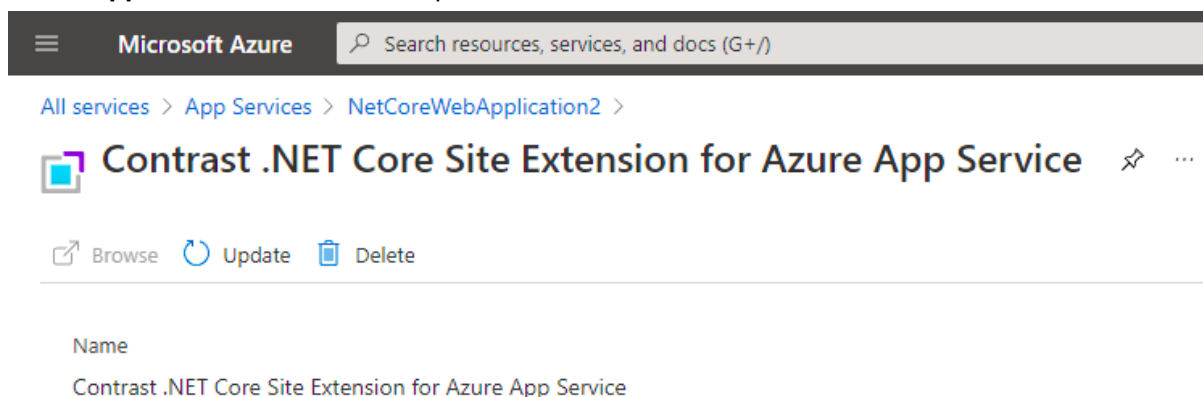 Microsoft Azure Search resources, services, and docs (G+/)
All services > App Services > NetCoreWebApplication2 >
Contrast .NET Core Site Extension for Azure App Service ...
Browse Update Delete
Name
Contrast .NET Core Site Extension for Azure App Service